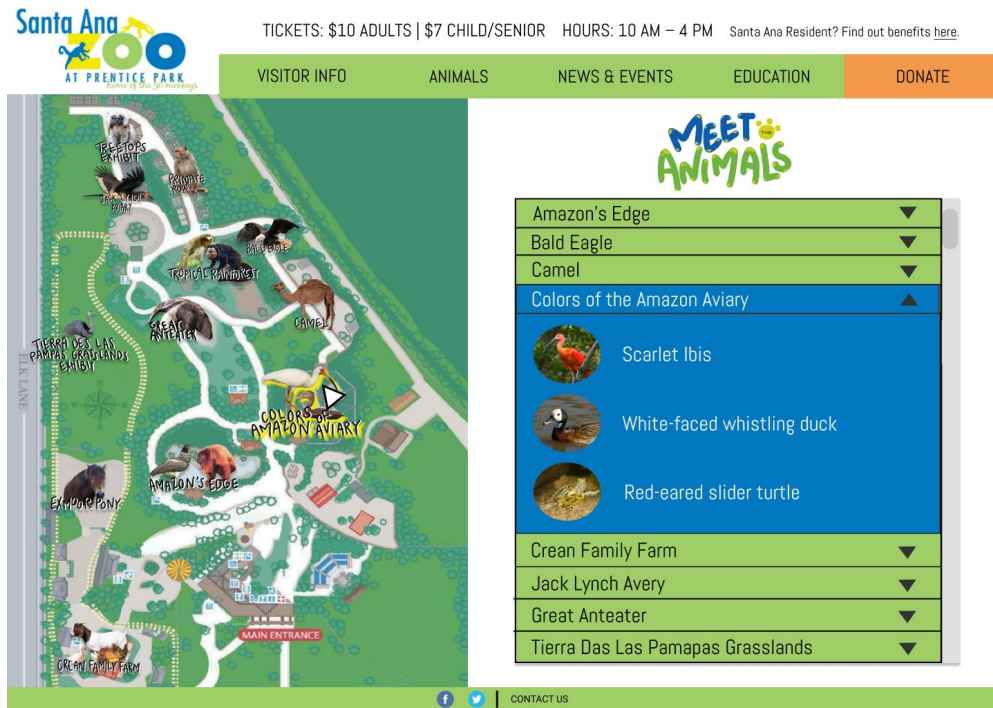 Santa Ana
ZOO
AT PRENTICE PARK
home of the 50 monkeys
TICKETS: $10 ADULTS | $7 CHILD/SENIOR HOURS: 10 AM – 4 PM Santa Ana Resident? Find out benefits here.
VISITOR INFO ANIMALS NEWS & EVENTS EDUCATION DONATE
TREETOPS
EXHIBIT
PRIMATE
ROW
JACK LYNCH
AVIARY
BALD EAGLE
TROPICAL RAINFOREST
CAMEL
GREAT
ANTEATER
TIERRA DES LAS
PAMPAS GRASSLANDS
EXHIBIT
ELK LANE
COLORS OF
AMAZON AVIARY
AMAZON'S EDGE
EXMOOR PONY
MAIN ENTRANCE
CREAN FAMILY FARM
MEET THE
ANIMALS
Amazon's Edge
Bald Eagle
Camel
Colors of the Amazon Aviary
Scarlet Ibis
White-faced whistling duck
Red-eared slider turtle
Crean Family Farm
Jack Lynch Avery
Great Anteater
Tierra Das Las Pamapas Grasslands
CONTACT US